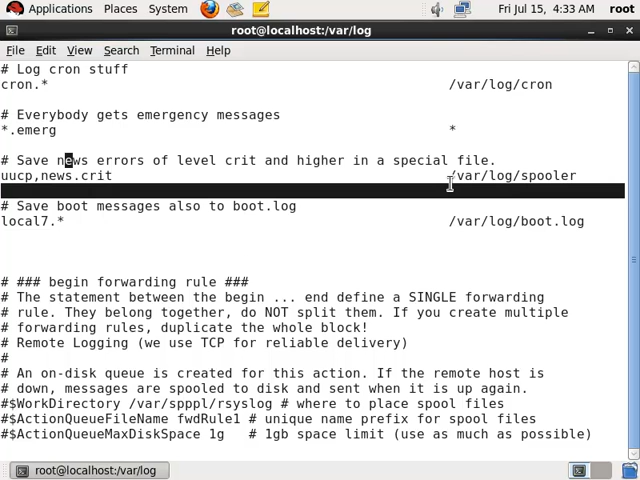 Applications Places System Fri Jul 15, 4:33 AM root
root@localhost:/var/log
File Edit View Search Terminal Help
# Log cron stuff
cron.* /var/log/cron
# Everybody gets emergency messages
*.emerg *
# Save news errors of level crit and higher in a special file.
uucp,news.crit /var/log/spooler
# Save boot messages also to boot.log
local7.* /var/log/boot.log
# ### begin forwarding rule ###
# The statement between the begin ... end define a SINGLE forwarding
# rule. They belong together, do NOT split them. If you create multiple
# forwarding rules, duplicate the whole block!
# Remote Logging (we use TCP for reliable delivery)
#
# An on-disk queue is created for this action. If the remote host is
# down, messages are spooled to disk and sent when it is up again.
#$WorkDirectory /var/spppl/rsyslog # where to place spool files
#$ActionQueueFileName fwdRule1 # unique name prefix for spool files
#$ActionQueueMaxDiskSpace 1g # 1gb space limit (use as much as possible)
root@localhost:/var/log